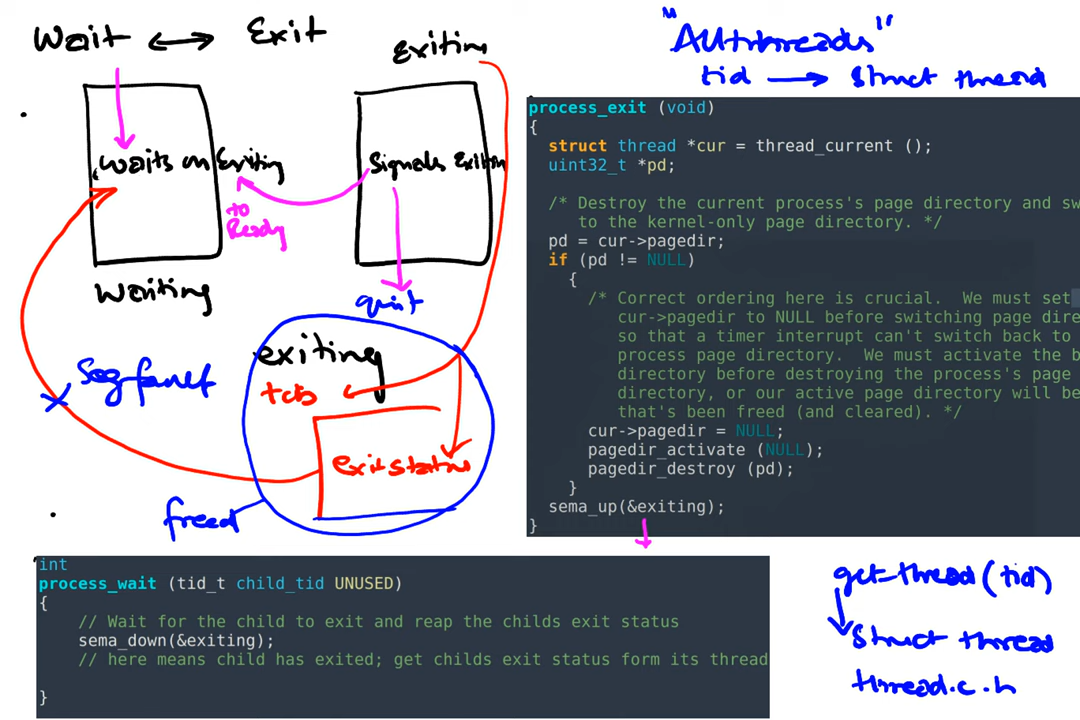 Wait ↔ Exit
Exiting
Waits on Exiting
Signals Exiting
to
Ready
Waiting
quit
exiting
tcb
exit status
Seg fault
freed
"All threads"
tid → Struct thread
process_exit (void)
{
struct thread *cur = thread_current ();
uint32_t *pd;
/* Destroy the current process's page directory and sw
to the kernel-only page directory. */
pd = cur->pagedir;
if (pd != NULL)
{
/* Correct ordering here is crucial.  We must set
cur->pagedir to NULL before switching page dire
so that a timer interrupt can't switch back to
process page directory.  We must activate the b
directory before destroying the process's page
directory, or our active page directory will be
that's been freed (and cleared). */
cur->pagedir = NULL;
pagedir_activate (NULL);
pagedir_destroy (pd);
}
sema_up(&exiting);
}
int
process_wait (tid_t child_tid UNUSED)
{
// Wait for the child to exit and reap the childs exit status
sema_down(&exiting);
// here means child has exited; get childs exit status form its thread
}
get-thread(tid)
Struct thread
thread.c.h